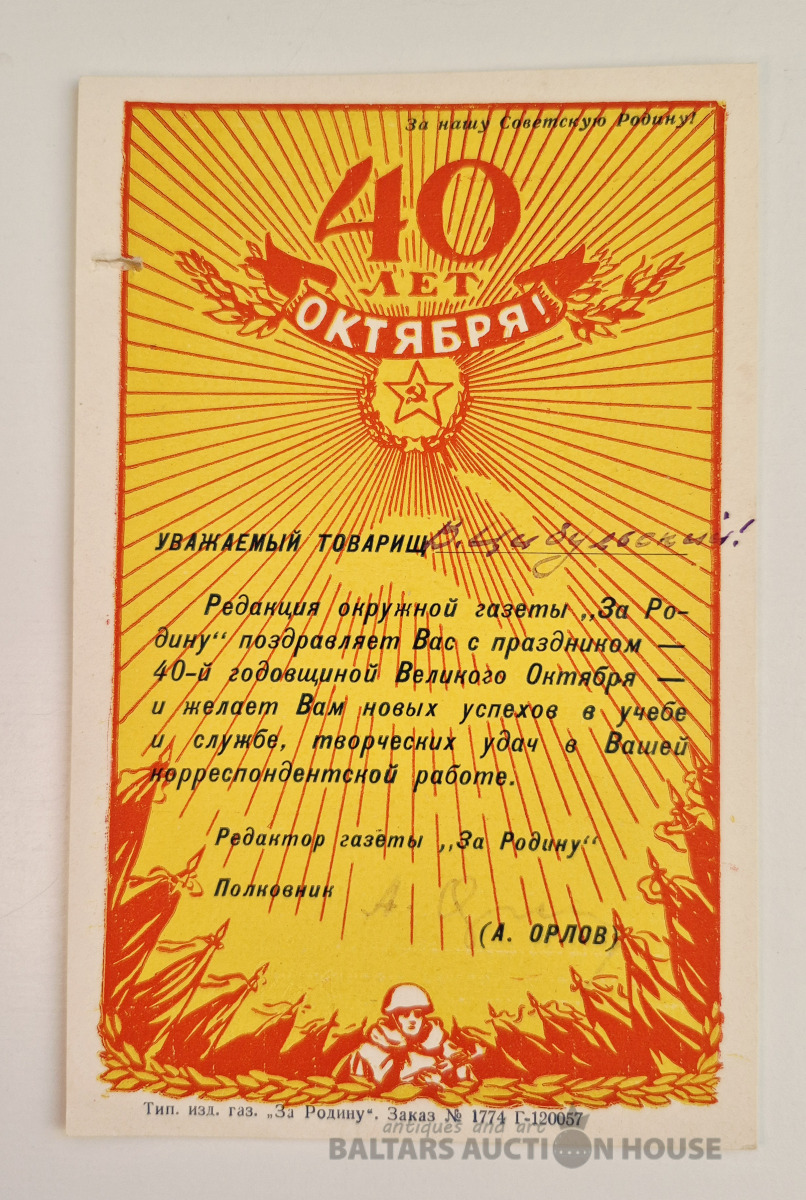 За нашу Советскую Родину!
40
ЛЕТ
ОКТЯБРЯ!
УВАЖАЕМЫЙ ТОВАРИЩ В. Цыбульский!
Редакция окружной газеты „За Ро-
дину“ поздравляет Вас с праздником —
40-й годовщиной Великого Октября —
и желает Вам новых успехов в учебе
и службе, творческих удач в Вашей
корреспондентской работе.
Редактор газеты „За Родину“
Полковник
(А. ОРЛОВ)
Тип. изд. газ. „За Родину“. Заказ № 1774 Г-120057
antiques and art
BALTARS AUCTION HOUSE